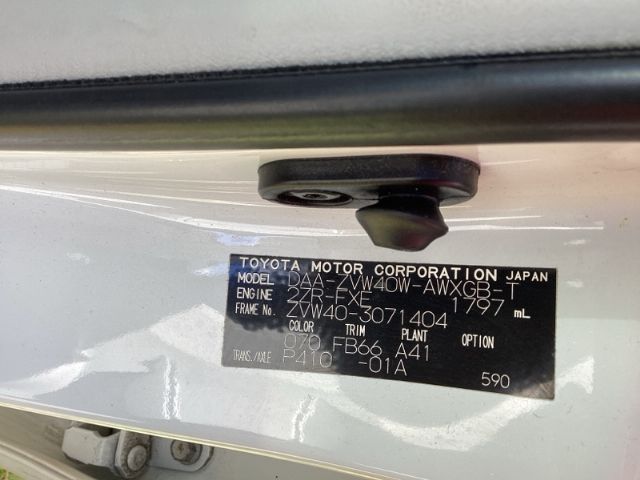 TOYOTA MOTOR CORPORATION JAPAN
MODEL DAA-ZVW40W-AWXGB-T
ENGINE 2ZR-FXE 1797 mL
FRAME No. ZVW40-3071404
COLOR TRIM PLANT OPTION
070 FB66 A41
TRANS./AXLE P410 -01A
590